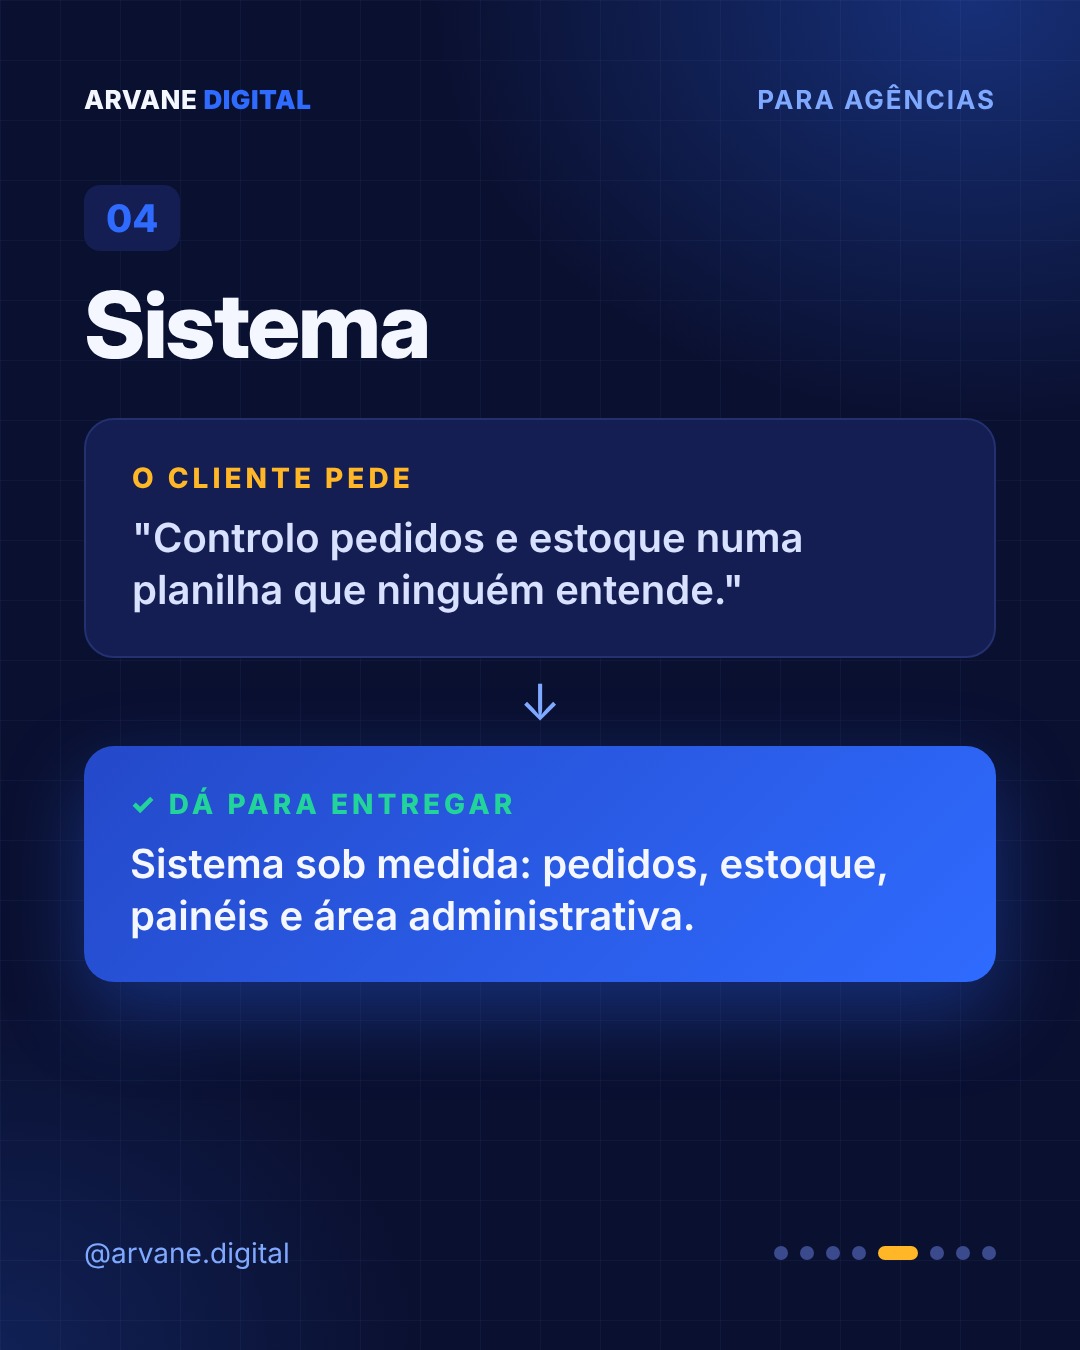 ARVANE DIGITAL
PARA AGÊNCIAS
04
Sistema
O CLIENTE PEDE
"Controlo pedidos e estoque numa
planilha que ninguém entende."
↓
✓ DÁ PARA ENTREGAR
Sistema sob medida: pedidos, estoque,
painéis e área administrativa.
@arvane.digital